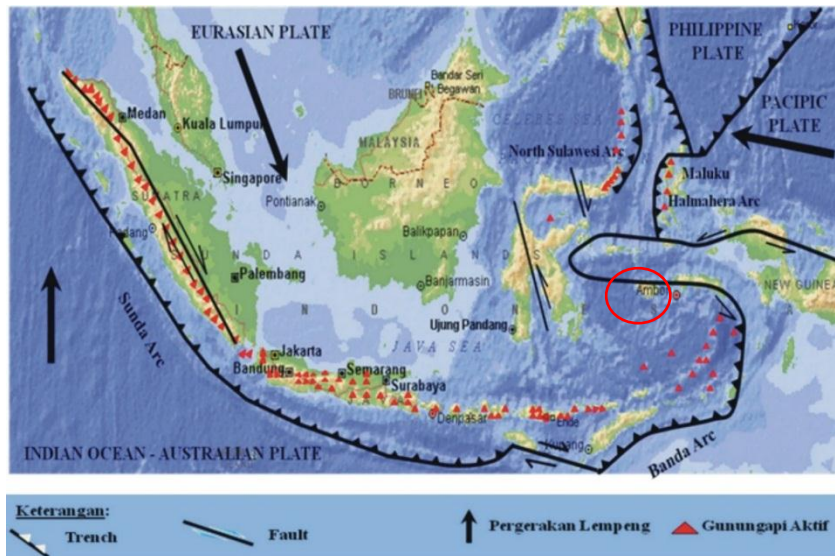 EURASIAN PLATE
PHILIPPINE
PLATE
PACIPIC
PLATE
Bandar Seri
Begawan
BRUNEI
CELEBES SEA
Medan
Kuala Lumpur
MALAYSIA
North Sulawesi Arc
Maluku
Halmahera Arc
Singapore
SUMATRA
BORNEO
Pontianak
Padang
Balikpapan
SUNDA ISLANDS
Palembang
Banjarmasin
Ambon
NEW GUINEA
INDONESIA
Sunda Arc
Ujung Pandang
JAVA SEA
Jakarta
Bandung
Semarang
Surabaya
Denpasar
Ende
Kupang
Banda Arc
INDIAN OCEAN - AUSTRALIAN PLATE
Keterangan:
Trench
Fault
Pergerakan Lempeng
Gunungapi Aktif